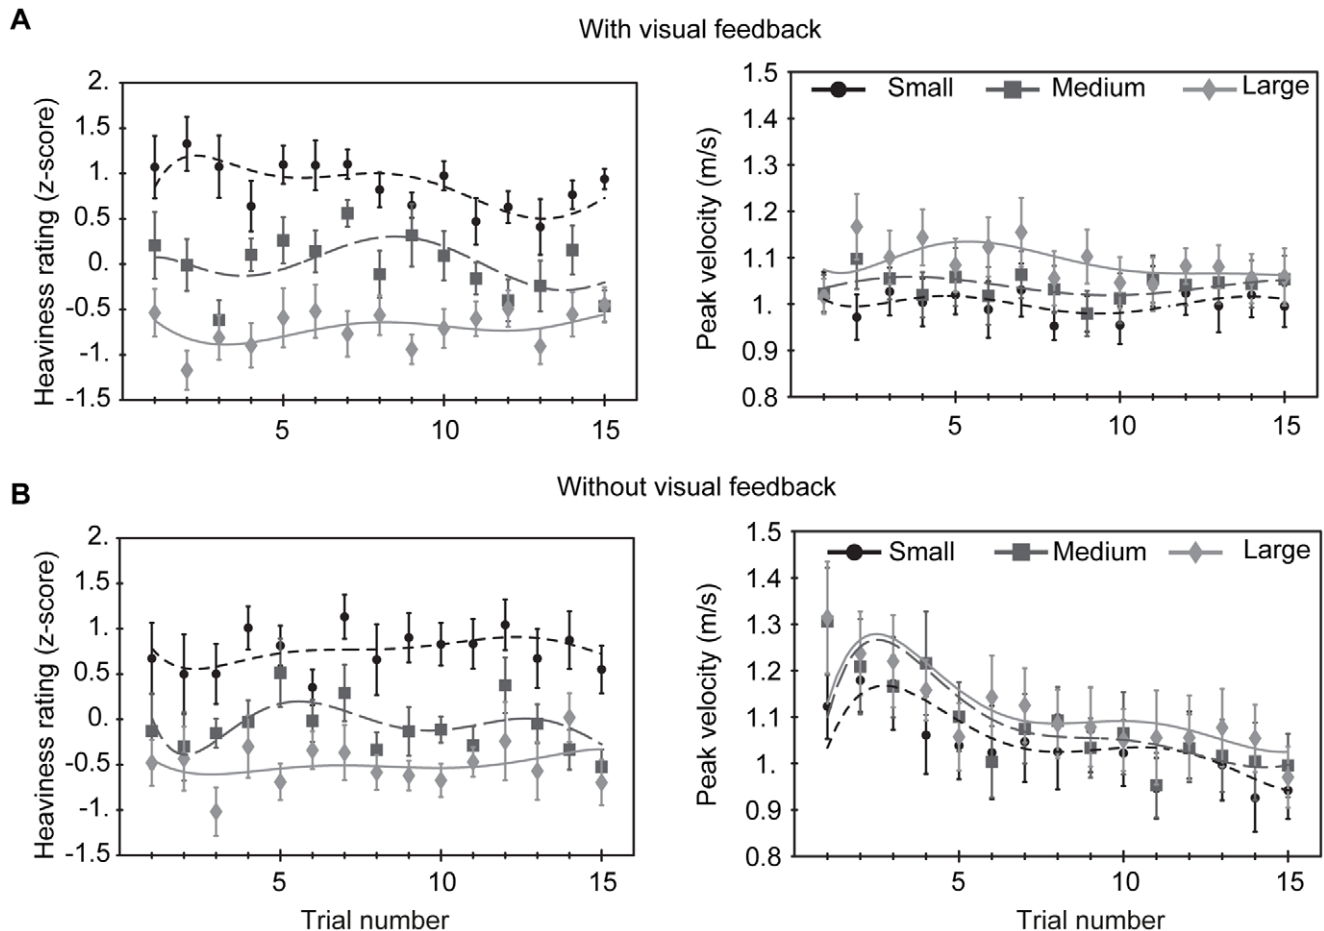 A
With visual feedback
Heaviness rating (z-score)
2.
1.5
1.
0.5
0.
-0.5
-1.
-1.5
5
10
15
Peak velocity (m/s)
1.5
1.4
1.3
1.2
1.1
1.
0.9
0.8
Small
Medium
Large
5
10
15
B
Without visual feedback
Heaviness rating (z-score)
2.
1.5
1.
0.5
0.
-0.5
-1.
-1.5
5
10
15
Trial number
Peak velocity (m/s)
1.5
1.4
1.3
1.2
1.1
1.
0.9
0.8
Small
Medium
Large
5
10
15
Trial number